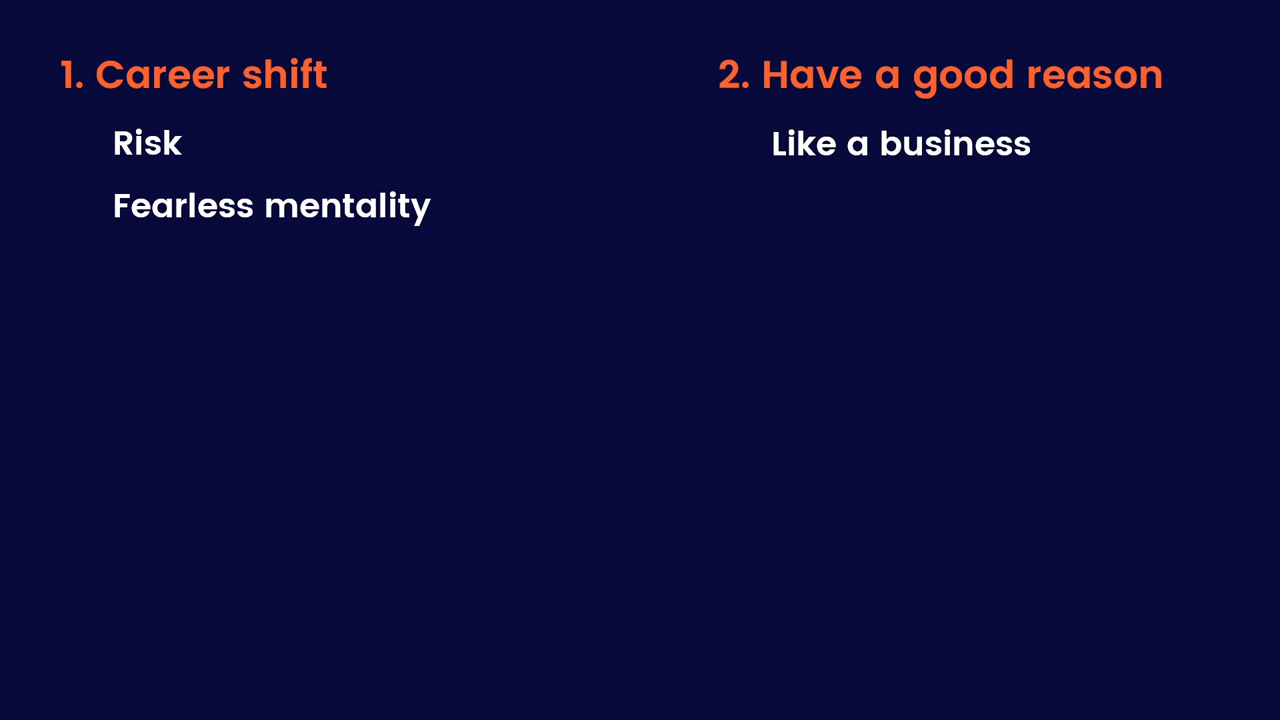 1. Career shift
Risk
Fearless mentality
2. Have a good reason
Like a business